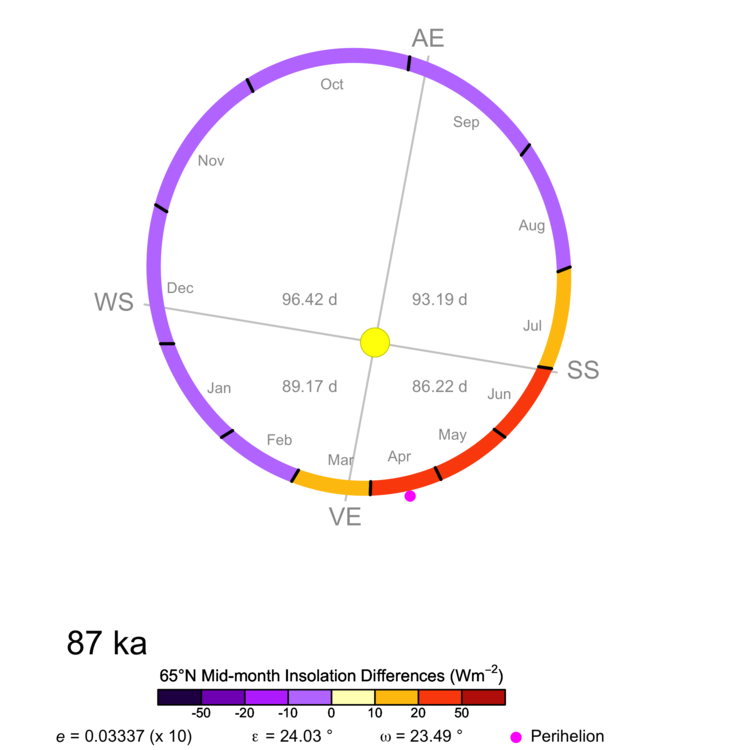 AE
Oct
Sep
Nov
Aug
Dec
WS
96.42 d
93.19 d
Jul
SS
89.17 d
86.22 d
Jan
Jun
Feb
May
Mar
Apr
VE
87 ka
65°N Mid-month Insolation Differences (Wm⁻²)
-50 -20 -10 0 10 20 50
e = 0.03337 (x 10) ε = 24.03 ° ω = 23.49 ° Perihelion